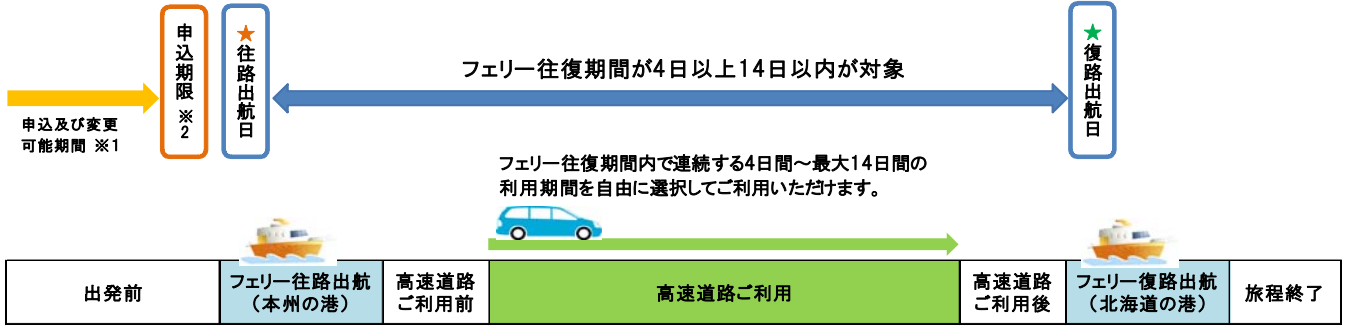 申込期限 ※2
★往路出航日
★復路出航日
フェリー往復期間が4日以上14日以内が対象
申込及び変更
可能期間 ※1
フェリー往復期間内で連続する4日間～最大14日間の
利用期間を自由に選択してご利用いただけます。
出発前
フェリー往路出航
（本州の港）
高速道路
ご利用前
高速道路ご利用
高速道路
ご利用後
フェリー復路出航
（北海道の港）
旅程終了